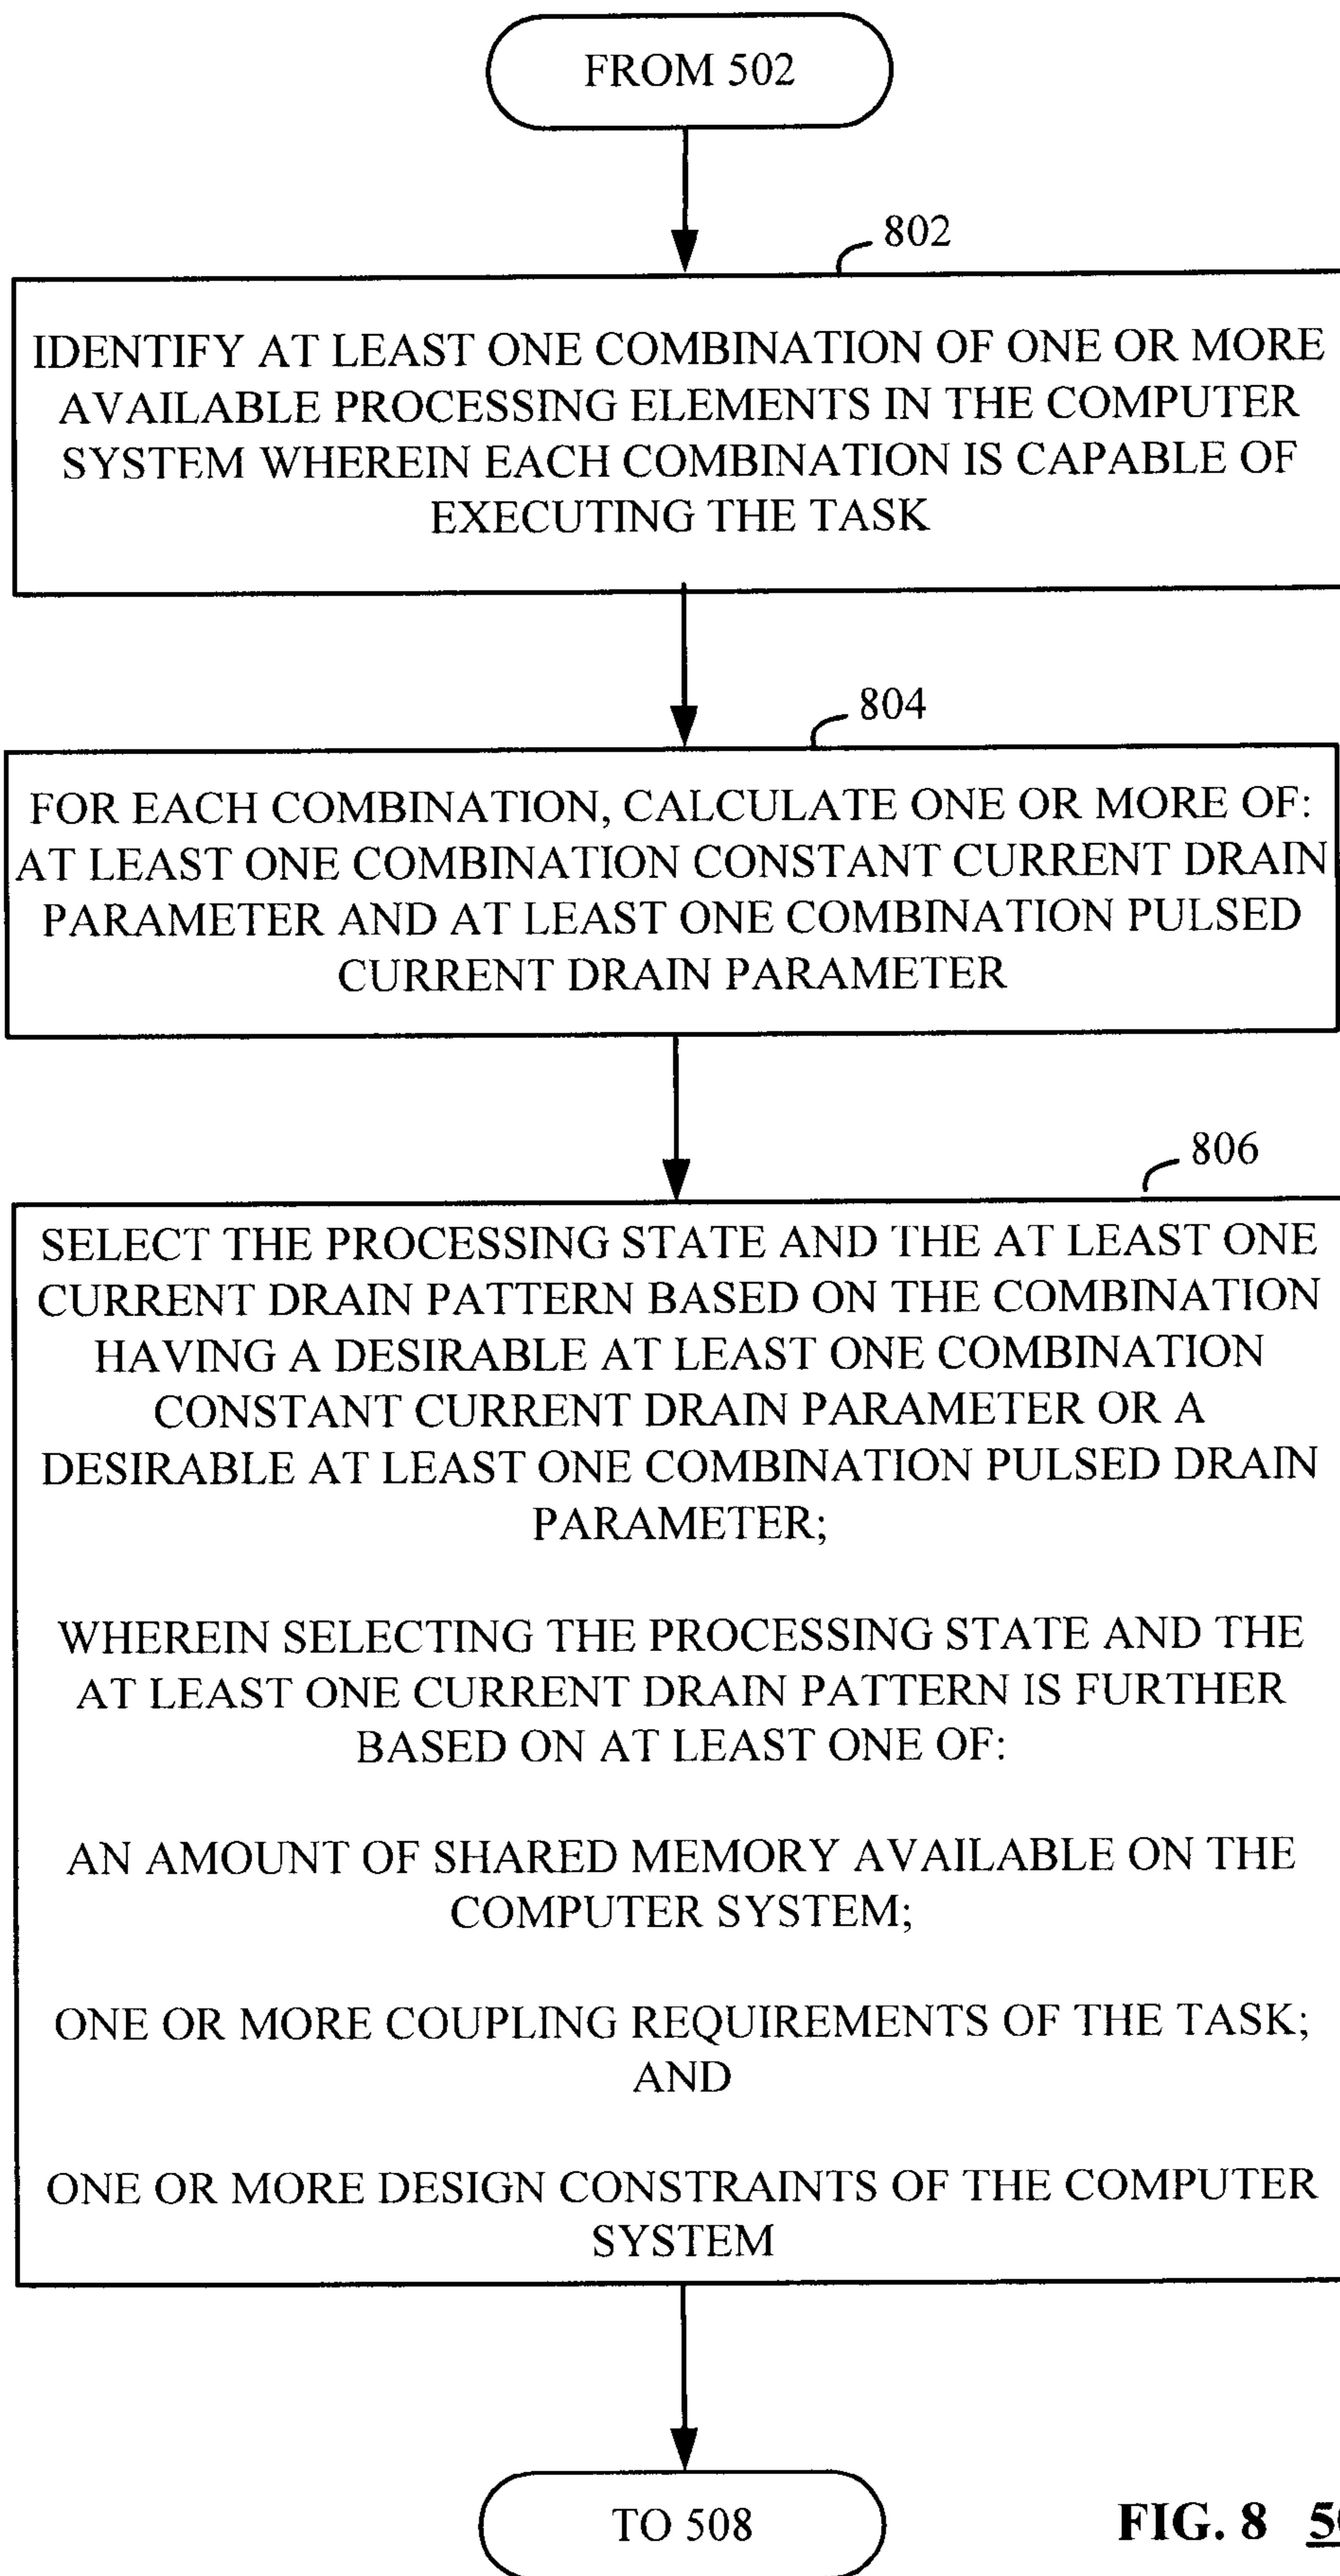 FROM 502
802
IDENTIFY AT LEAST ONE COMBINATION OF ONE OR MORE
AVAILABLE PROCESSING ELEMENTS IN THE COMPUTER
SYSTEM WHEREIN EACH COMBINATION IS CAPABLE OF
EXECUTING THE TASK
804
FOR EACH COMBINATION, CALCULATE ONE OR MORE OF:
AT LEAST ONE COMBINATION CONSTANT CURRENT DRAIN
PARAMETER AND AT LEAST ONE COMBINATION PULSED
CURRENT DRAIN PARAMETER
806
SELECT THE PROCESSING STATE AND THE AT LEAST ONE
CURRENT DRAIN PATTERN BASED ON THE COMBINATION
HAVING A DESIRABLE AT LEAST ONE COMBINATION
CONSTANT CURRENT DRAIN PARAMETER OR A
DESIRABLE AT LEAST ONE COMBINATION PULSED DRAIN
PARAMETER;
WHEREIN SELECTING THE PROCESSING STATE AND THE
AT LEAST ONE CURRENT DRAIN PATTERN IS FURTHER
BASED ON AT LEAST ONE OF:
AN AMOUNT OF SHARED MEMORY AVAILABLE ON THE
COMPUTER SYSTEM;
ONE OR MORE COUPLING REQUIREMENTS OF THE TASK;
AND
ONE OR MORE DESIGN CONSTRAINTS OF THE COMPUTER
SYSTEM
TO 508
FIG. 8